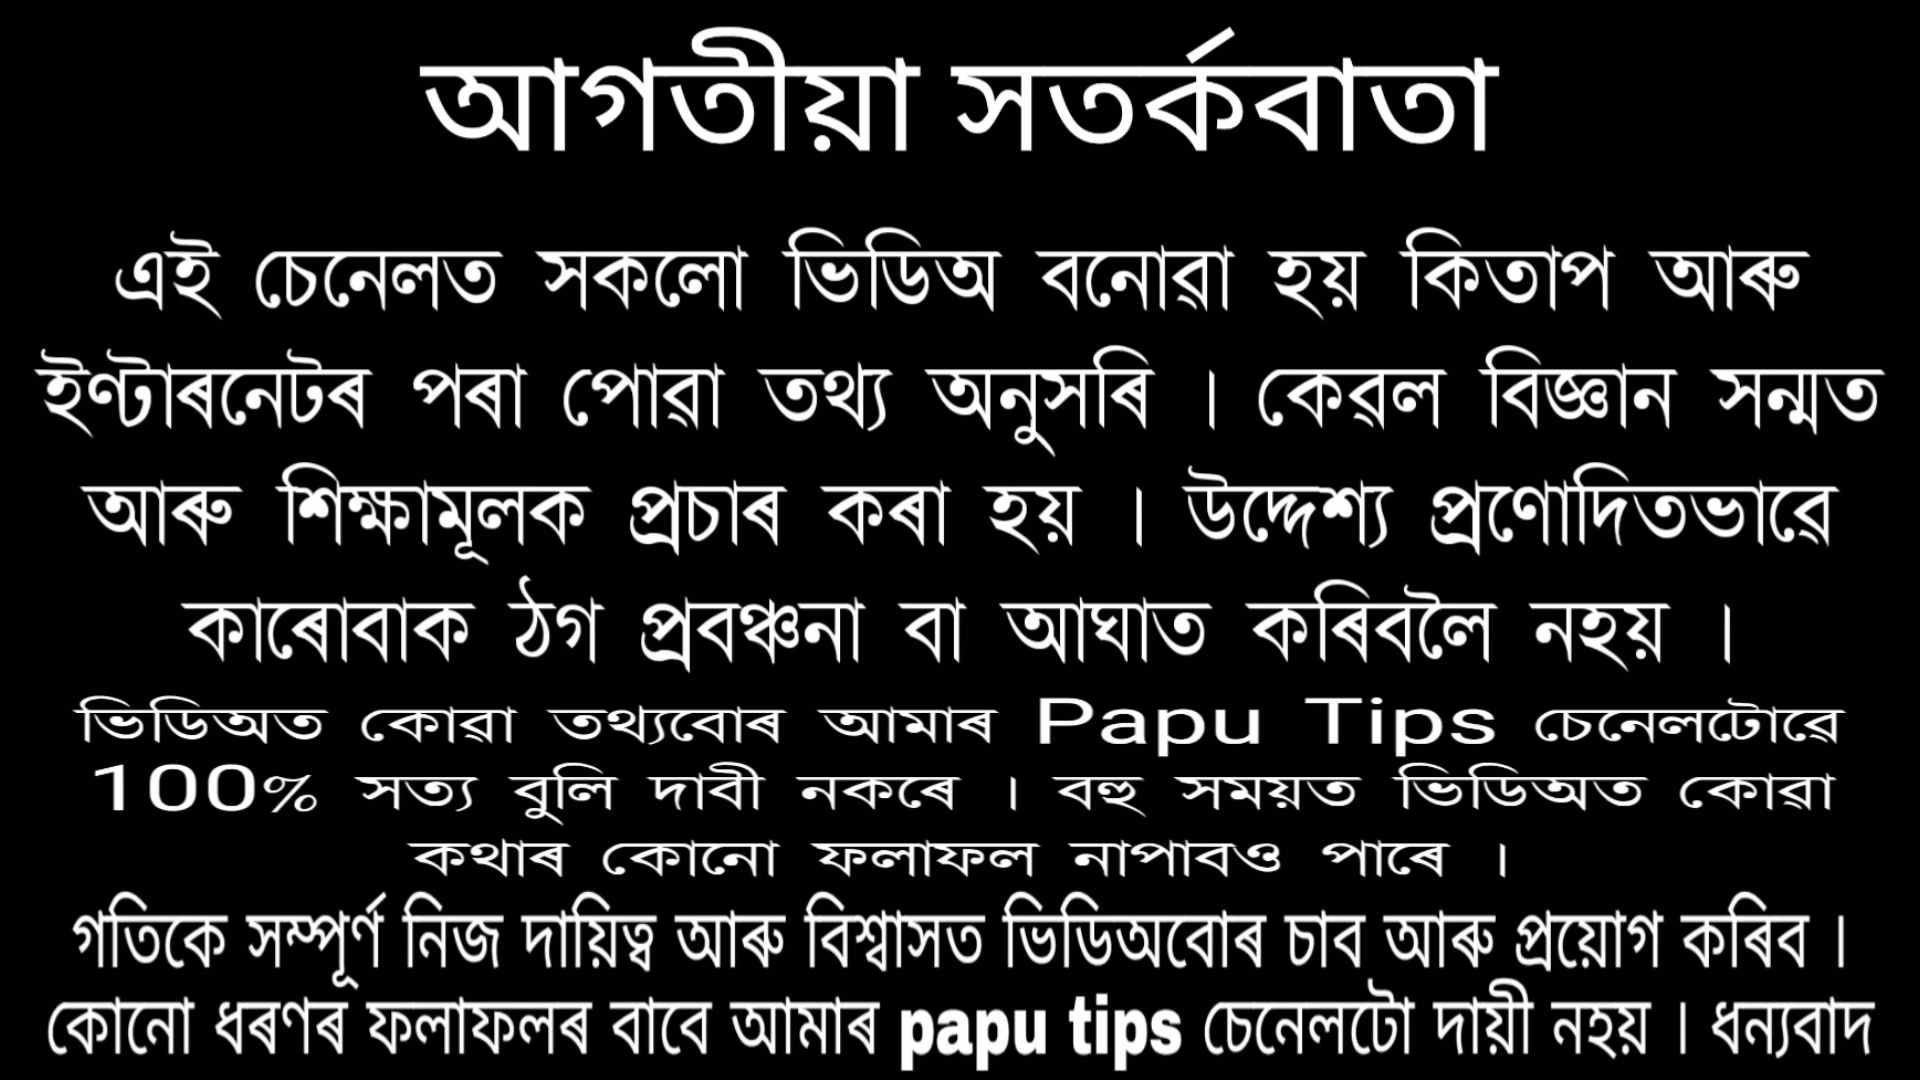 আগতীয়া সতৰ্কবাতা
এই চেনেলত সকলো ভিডিঅ বনোৱা হয় কিতাপ আৰু
ইণ্টাৰনেটৰ পৰা পোৱা তথ্য অনুসৰি । কেৱল বিজ্ঞান সন্মত
আৰু শিক্ষামূলক প্ৰচাৰ কৰা হয় । উদ্দেশ্য প্ৰণোদিতভাৱে
কাৰোবাক ঠগ প্ৰবঞ্চনা বা আঘাত কৰিবলৈ নহয় ।
ভিডিঅত কোৱা তথ্যবোৰ আমাৰ Papu Tips চেনেলটোৱে
100% সত্য বুলি দাবী নকৰে । বহু সময়ত ভিডিঅত কোৱা
কথাৰ কোনো ফলাফল নাপাবও পাৰে ।
গতিকে সম্পূৰ্ণ নিজ দায়িত্ব আৰু বিশ্বাসত ভিডিঅবোৰ চাব আৰু প্ৰয়োগ কৰিব ।
কোনো ধৰণৰ ফলাফলৰ বাবে আমাৰ papu tips চেনেলটো দায়ী নহয় । ধন্যবাদ